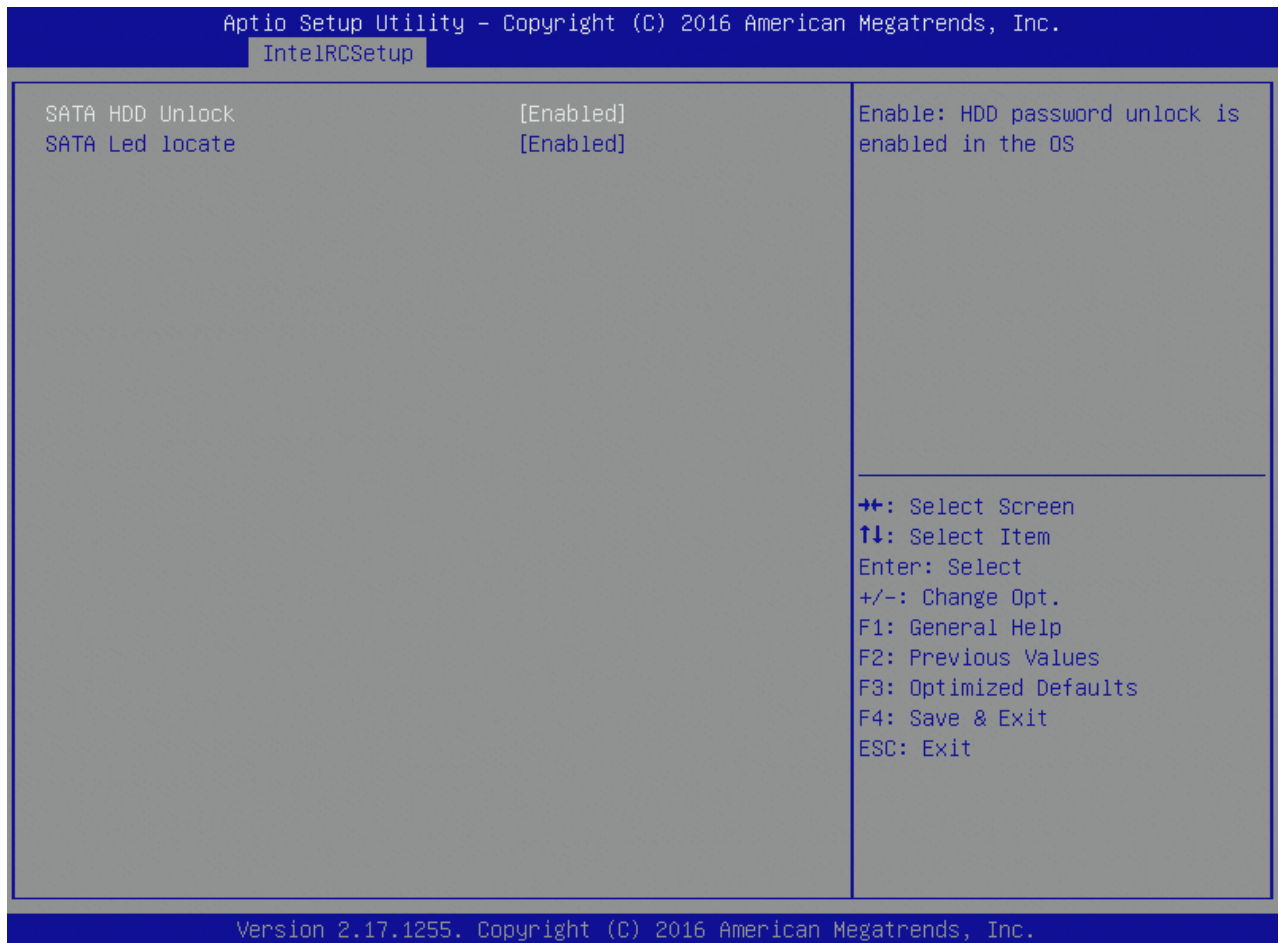 Aptio Setup Utility – Copyright (C) 2016 American Megatrends, Inc.
IntelRCSetup
SATA HDD Unlock [Enabled]
SATA Led locate [Enabled]
Enable: HDD password unlock is
enabled in the OS
→←: Select Screen
↑↓: Select Item
Enter: Select
+/-: Change Opt.
F1: General Help
F2: Previous Values
F3: Optimized Defaults
F4: Save & Exit
ESC: Exit
Version 2.17.1255. Copyright (C) 2016 American Megatrends, Inc.